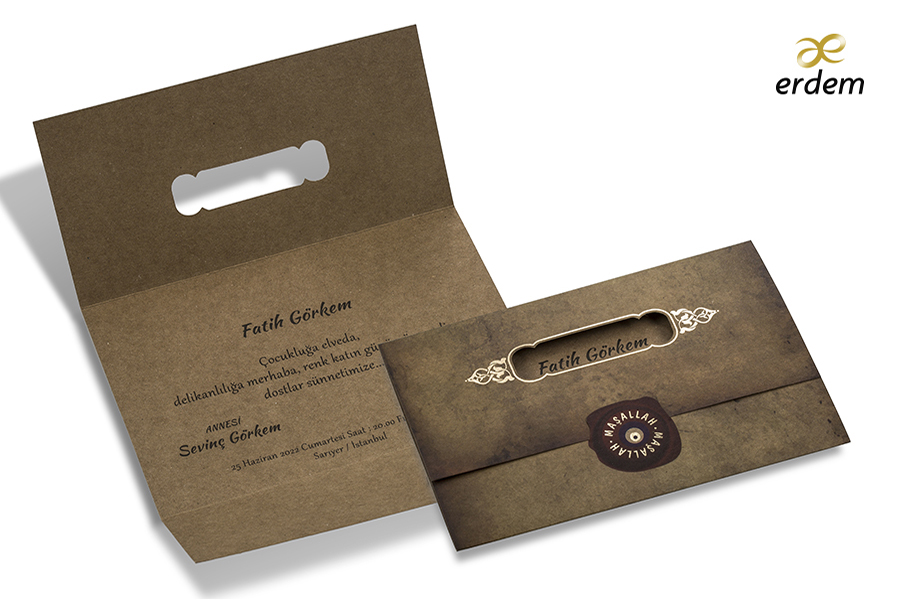 erdem
Fatih Görkem
Çocukluğa elveda,
delikanlılığa merhaba, renk katın
dostlar sünnetimize...
ANNESİ
Sevinç Görkem
25 Haziran 2022 Cumartesi Saat ; 20.00
Sarıyer / İstanbul
Fatih Görkem
MAŞALLAH · MAŞALLAH ·